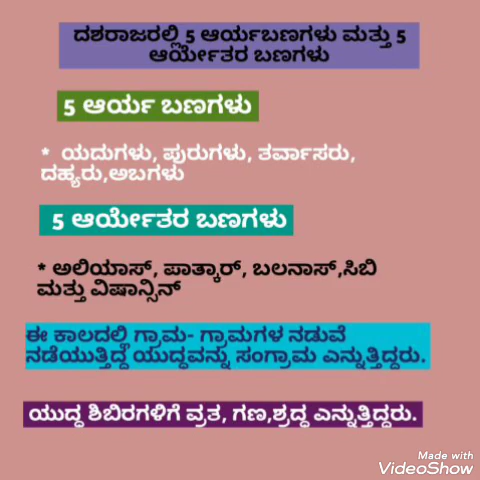 ದಶರಾಜರಲ್ಲಿ 5 ಆರ್ಯಬಣಗಳು ಮತ್ತು 5
ಆರ್ಯೇತರ ಬಣಗಳು
5 ಆರ್ಯ ಬಣಗಳು
* ಯದುಗಳು, ಪುರುಗಳು, ತರ್ವಾಸರು,
ದಹ್ಯರು,ಅಬಗಳು
5 ಆರ್ಯೇತರ ಬಣಗಳು
* ಅಲಿಯಾಸ್, ಪಾತ್ಕಾರ್, ಬಲನಾಸ್,ಸಿಬಿ
ಮತ್ತು ವಿಷಾನ್ಸಿನ್
ಈ ಕಾಲದಲ್ಲಿ ಗ್ರಾಮ- ಗ್ರಾಮಗಳ ನಡುವೆ
ನಡೆಯುತ್ತಿದ್ದ ಯುದ್ಧವನ್ನು ಸಂಗ್ರಾಮ ಎನ್ನುತ್ತಿದ್ದರು.
ಯುದ್ಧ ಶಿಬಿರಗಳಿಗೆ ವ್ರತ, ಗಣ,ಶ್ರದ್ಧ ಎನ್ನುತ್ತಿದ್ದರು.
Made with
VideoShow